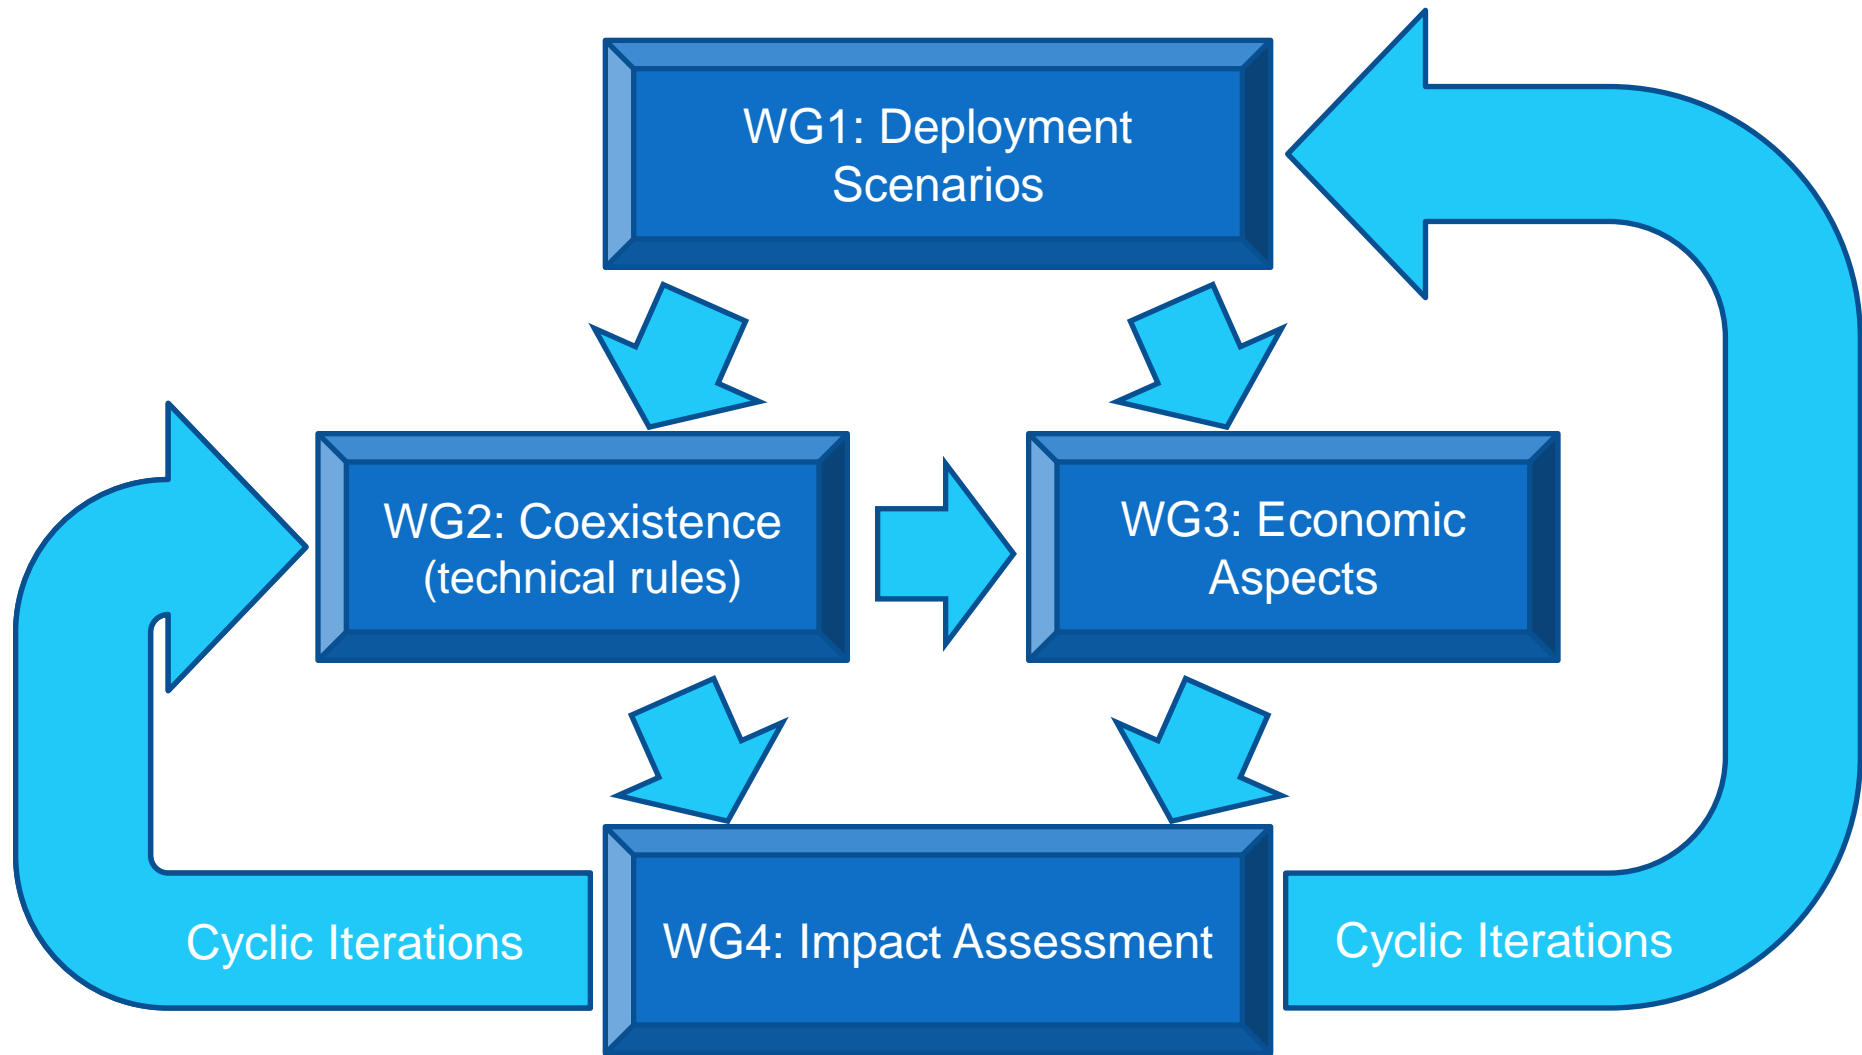 WG1: Deployment
Scenarios
WG2: Coexistence
(technical rules)
WG3: Economic
Aspects
Cyclic Iterations
WG4: Impact Assessment
Cyclic Iterations